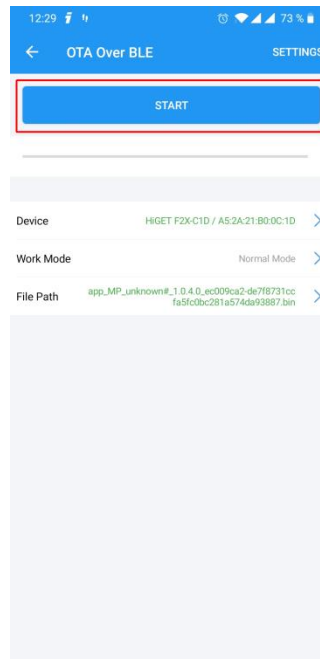 12:29 73 %
OTA Over BLE SETTINGS
START
Device HiGET F2X-C1D / A5:2A:21:B0:0C:1D
Work Mode Normal Mode
File Path app_MP_unknown#_1.0.4.0_ec009ca2-de7f8731cc
fa5fc0bc281a574da93887.bin